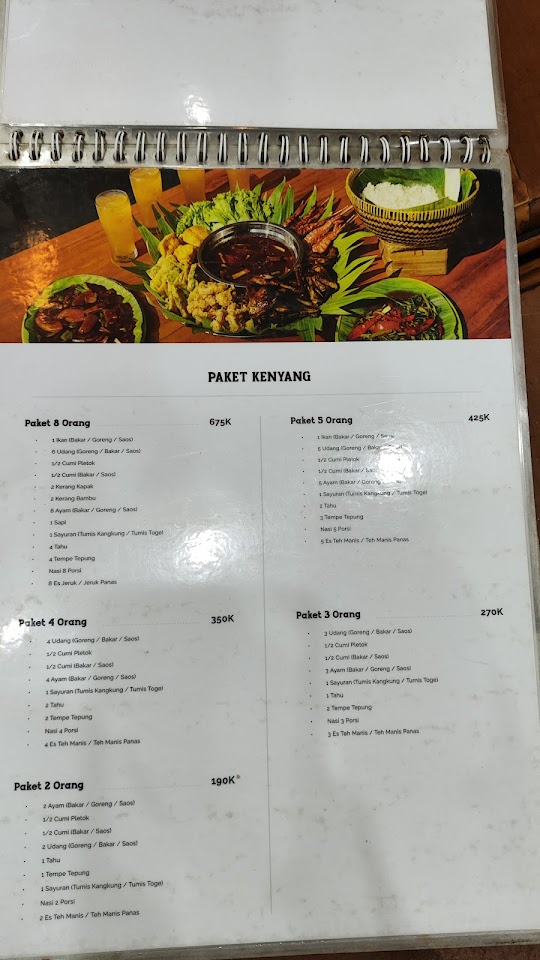 PAKET KENYANG
Paket 8 Orang 675K
1 Ikan (Bakar / Goreng / Saos)
6 Udang (Goreng / Bakar / Saos)
1/2 Cumi Pletok
1/2 Cumi (Bakar / Saos)
2 Kerang Kapak
2 Kerang Bambu
8 Ayam (Bakar / Goreng / Saos)
1 Sapi
1 Sayuran (Tumis Kangkung / Tumis Toge)
4 Tahu
4 Tempe Tepung
Nasi 8 Porsi
8 Es Jeruk / Jeruk Panas
Paket 5 Orang 425K
1 Ikan (Bakar / Goreng / Saos)
5 Udang (Goreng / Bakar /
1/2 Cumi Pletok
1/2 Cumi (Bakar / Saos)
5 Ayam (Bakar / Goreng
1 Sayuran (Tumis Kangkung / Tumis Toge)
2 Tahu
3 Tempe Tepung
Nasi 5 Porsi
5 Es Teh Manis / Teh Manis Panas
Paket 4 Orang 350K
4 Udang (Goreng / Bakar / Saos)
1/2 Cumi Pletok
1/2 Cumi (Bakar / Saos)
4 Ayam (Bakar / Goreng / Saos)
1 Sayuran (Tumis Kangkung / Tumis Toge)
2 Tahu
2 Tempe Tepung
Nasi 4 Porsi
4 Es Teh Manis / Teh Manis Panas
Paket 3 Orang 270K
3 Udang (Goreng / Bakar / Saos)
1/2 Cumi Pletok
1/2 Cumi (Bakar / Saos)
3 Ayam (Bakar / Goreng / Saos)
1 Sayuran (Tumis Kangkung / Tumis Toge)
1 Tahu
2 Tempe Tepung
Nasi 3 Porsi
3 Es Teh Manis / Teh Manis Panas
Paket 2 Orang 190K
2 Ayam (Bakar / Goreng / Saos)
1/2 Cumi Pletok
1/2 Cumi (Bakar / Saos)
2 Udang (Goreng / Bakar / Saos)
1 Tahu
1 Tempe Tepung
1 Sayuran (Tumis Kangkung / Tumis Toge)
Nasi 2 Porsi
2 Es Teh Manis / Teh Manis Panas